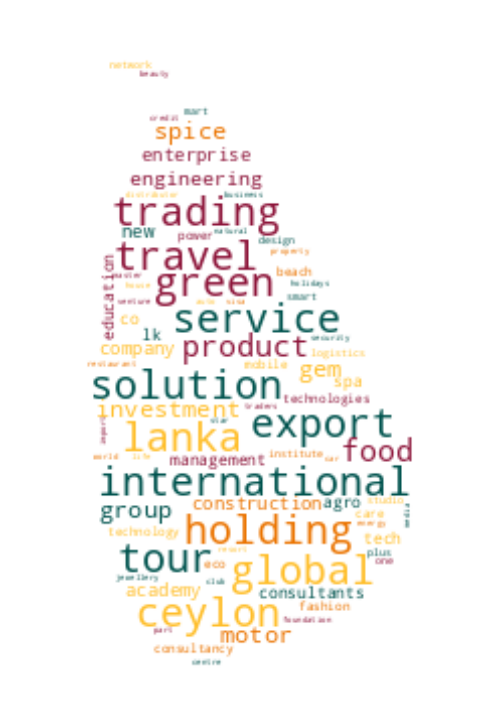 network
beauty
mart
credit
spice
enterprise
engineering
distributor business
trading
new power natural
design
travel property
education master green beach
house holidays
venture auto visa smart
co service
lk security
company product logistics
restaurant mobile gem
solution spa
technologies
investment traders
import star export
lanka food
world life management institute car
international
group construction agro studio
media
holding care
energy
technology tech
tour resort plus
eco one
jewellery club global
academy consultants
ceylon fashion
foundation
part motor
consultancy
centre